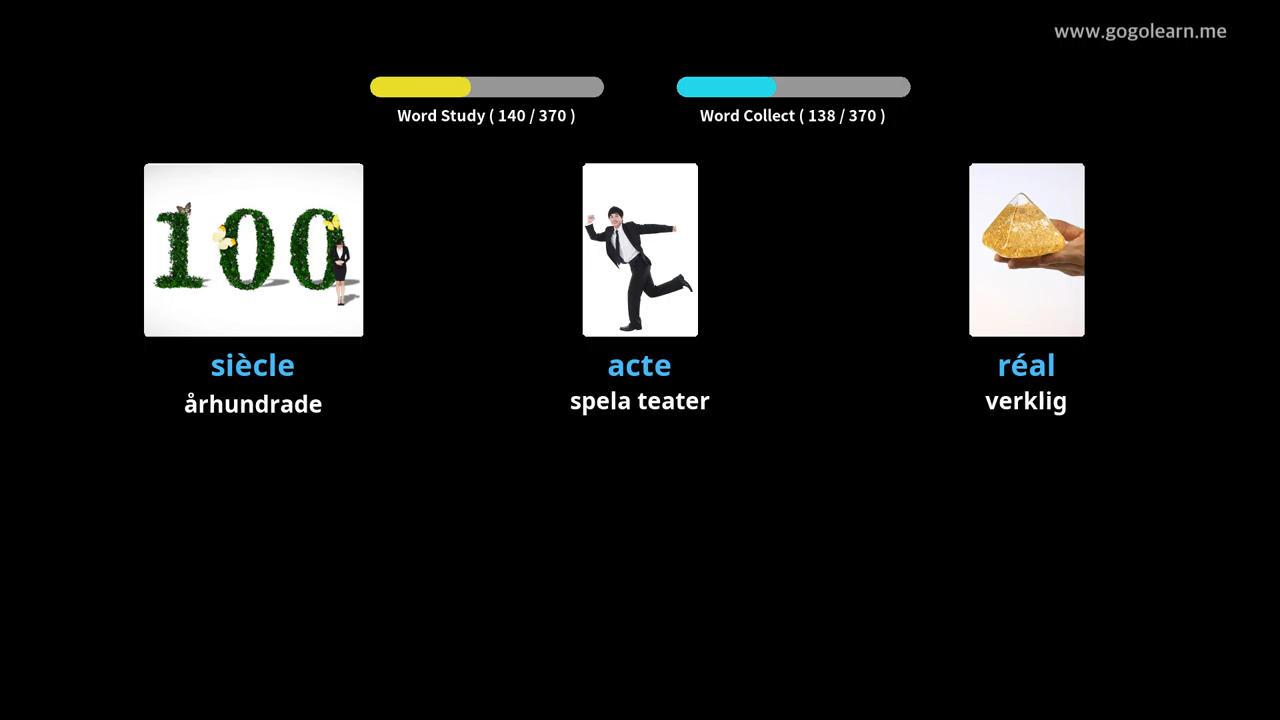 www.gogolearn.me
Word Study ( 140 / 370 )
Word Collect ( 138 / 370 )
100
siècle
århundrade
acte
spela teater
réal
verklig